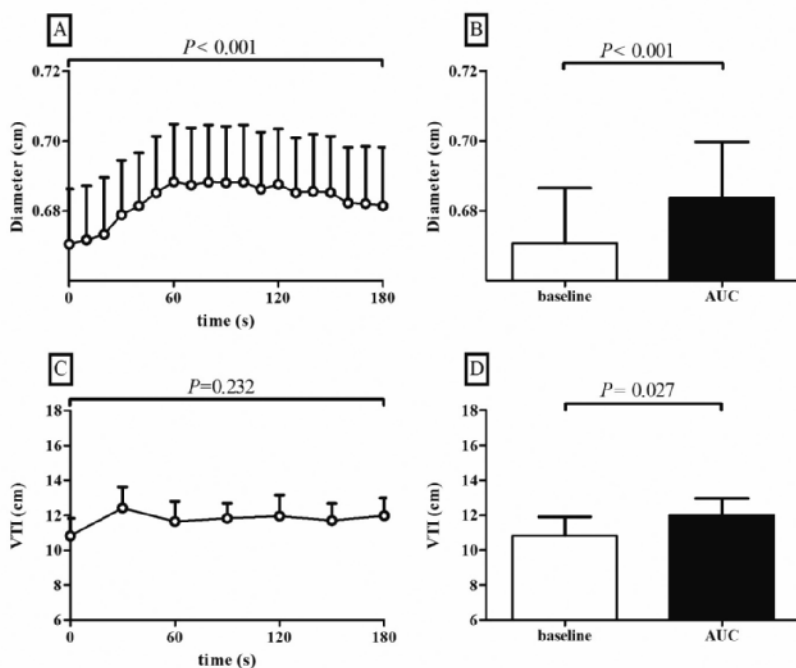 A
P< 0.001
0.72
0.70
0.68
Diameter (cm)
0
60
120
180
time (s)
B
P< 0.001
0.72
0.70
0.68
Diameter (cm)
baseline
AUC
C
P=0.232
18
16
14
12
10
8
6
VTI (cm)
0
60
120
180
time (s)
D
P= 0.027
18
16
14
12
10
8
6
VTI (cm)
baseline
AUC